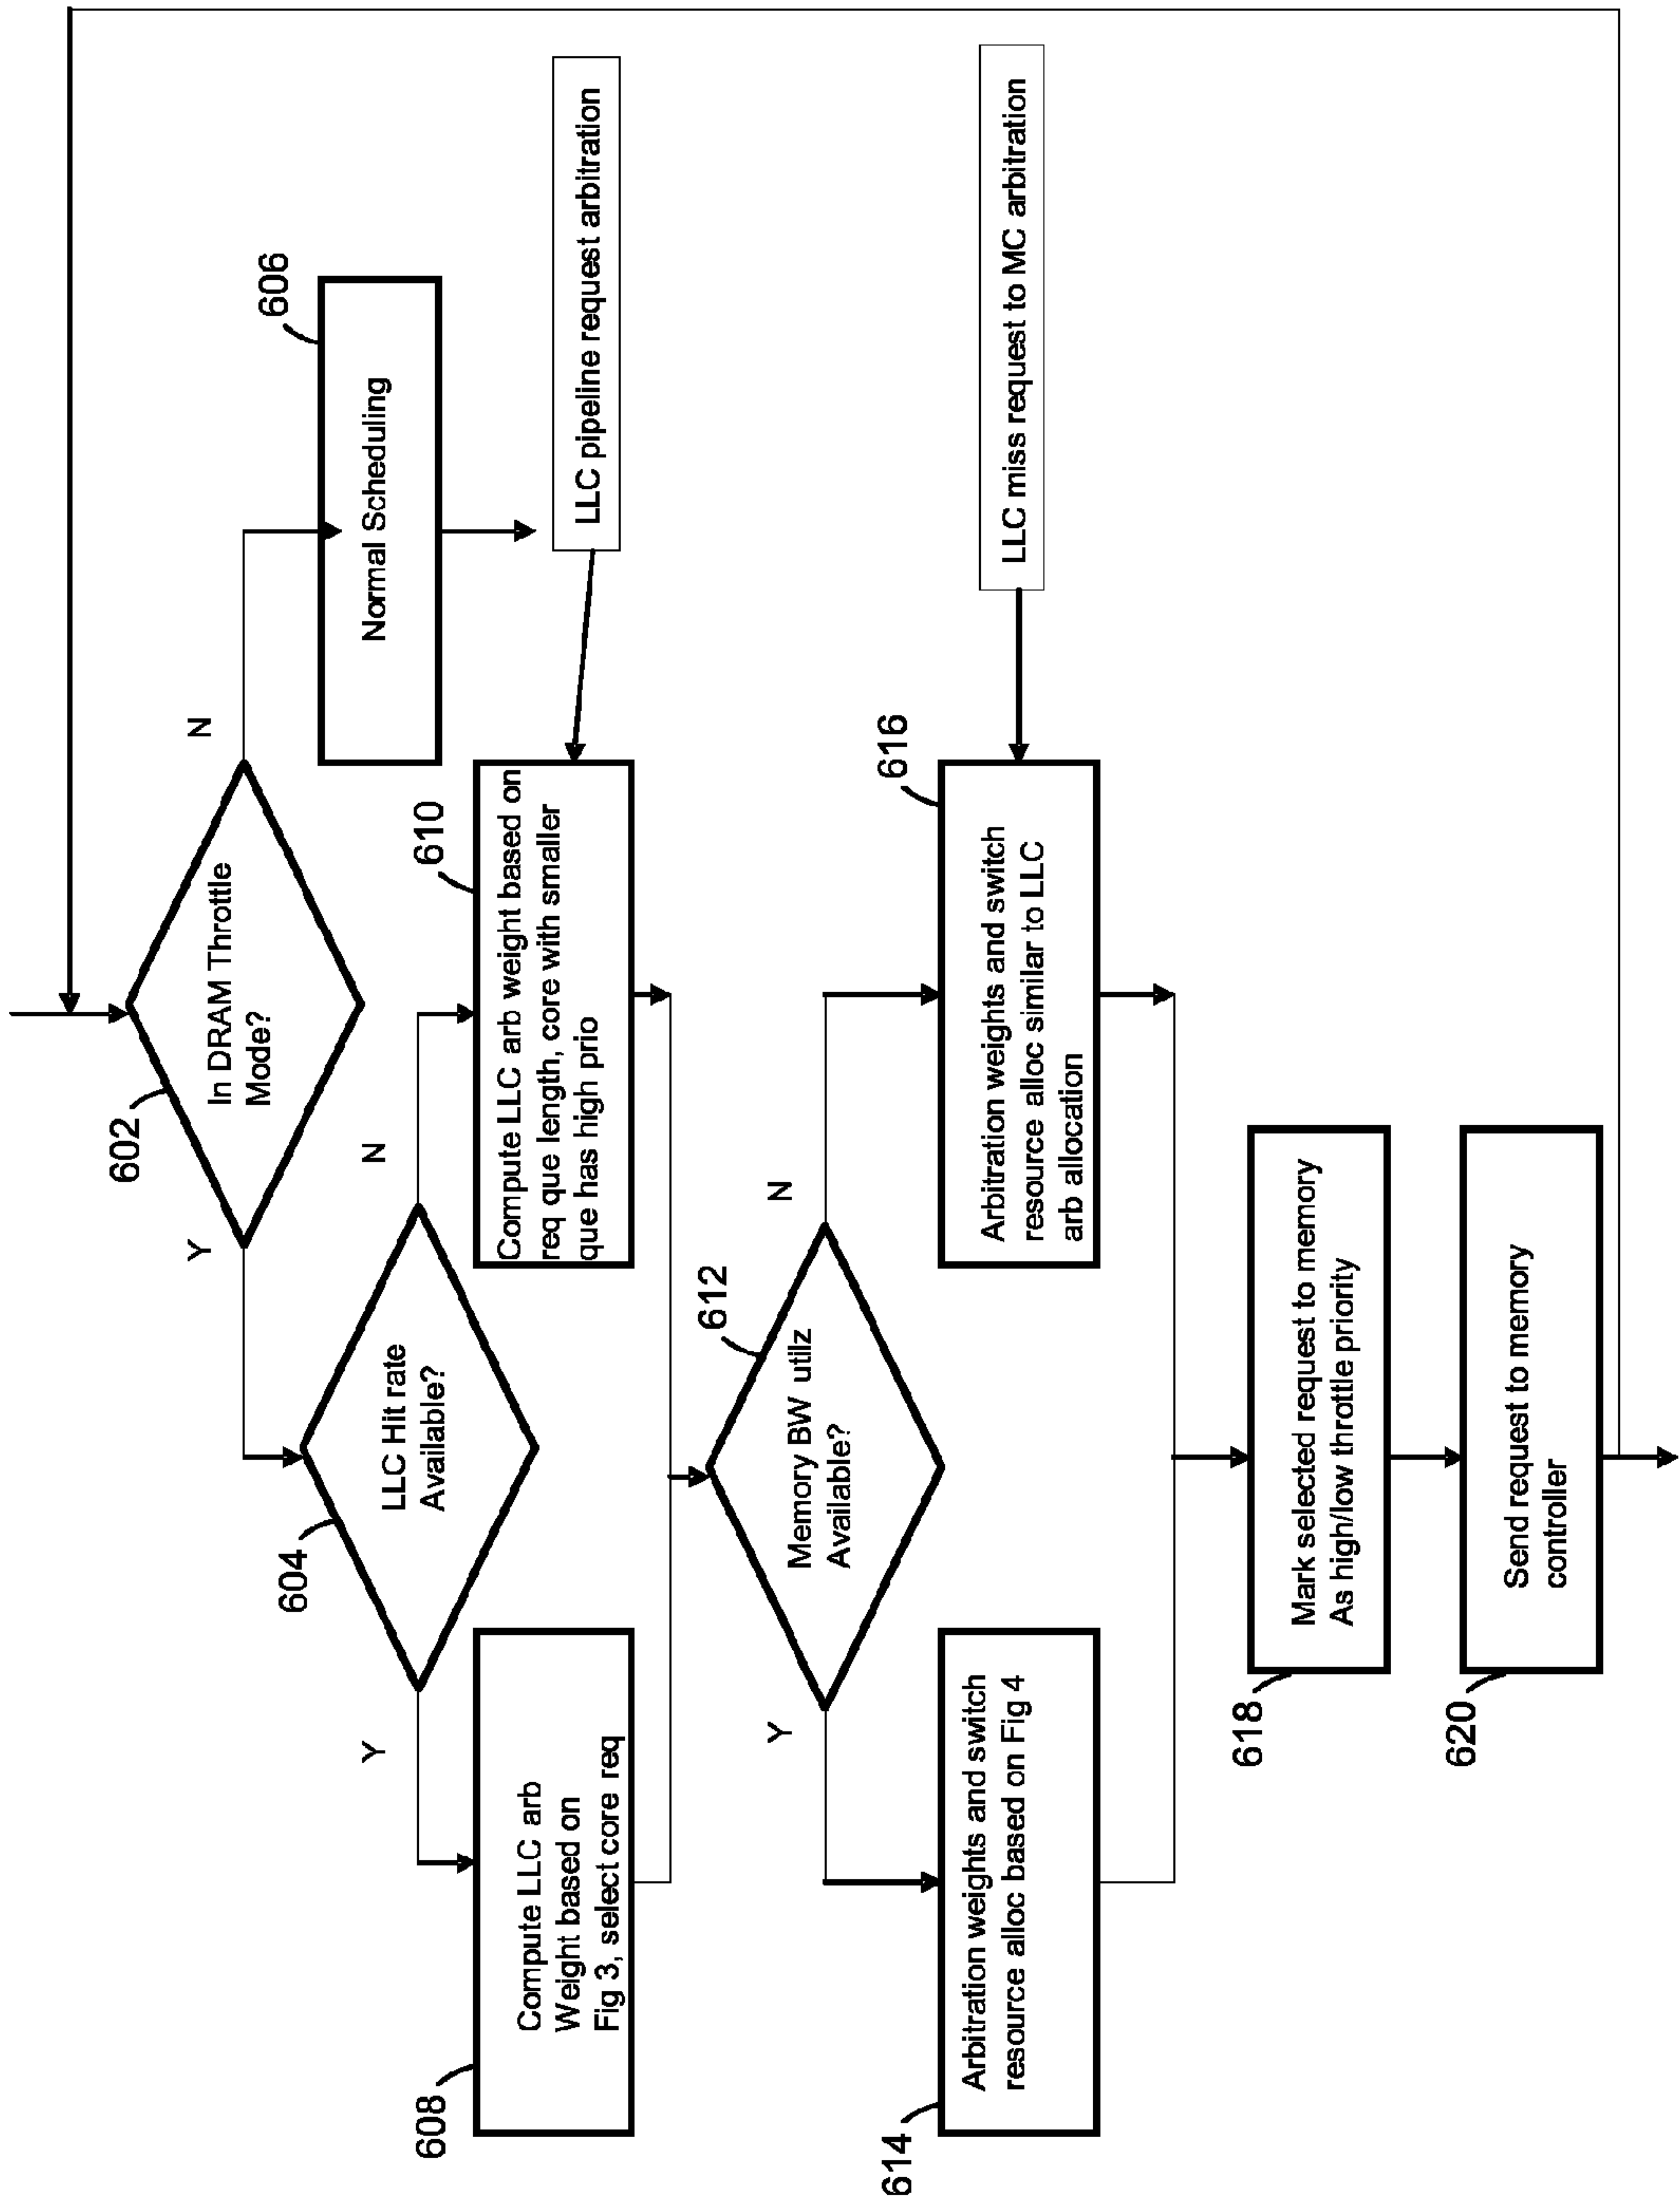 602
In DRAM Throttle
Mode?
Y
N
606
Normal Scheduling
604
LLC Hit rate
Available?
Y
N
LLC pipeline request arbitration
608
Compute LLC arb
Weight based on
Fig 3, select core req
610
Compute LLC arb weight based on
req que length, core with smaller
que has high prio
612
Memory BW utilz
Available?
Y
N
614
Arbitration weights and switch
resource alloc based on Fig 4
616
Arbitration weights and switch
resource alloc similar to LLC
arb allocation
LLC miss request to MC arbitration
618
Mark selected request to memory
As high/low throttle priority
620
Send request to memory
controller